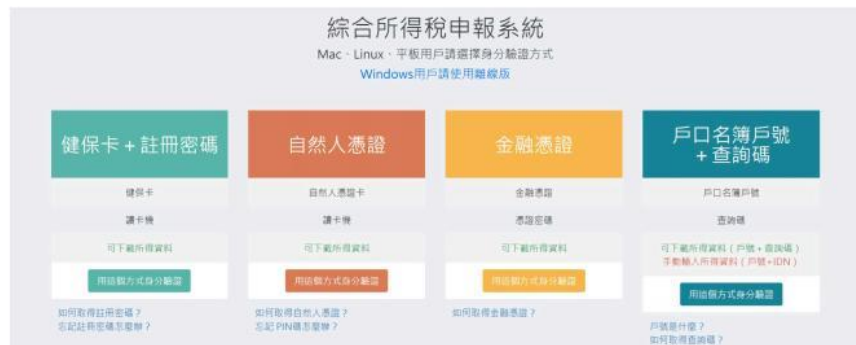 綜合所得稅申報系統
Mac、Linux、平板用戶請選擇身分驗證方式
Windows用戶請使用離線版
健保卡 + 註冊密碼
健保卡
讀卡機
可下載所得資料
用這個方式身分驗證
如何取得註冊密碼？
忘記註冊密碼怎麼辦？
自然人憑證
自然人憑證卡
讀卡機
可下載所得資料
用這個方式身分驗證
如何取得自然人憑證？
忘記 PIN碼怎麼辦？
金融憑證
金融憑證
憑證密碼
可下載所得資料
用這個方式身分驗證
如何取得金融憑證？
戶口名簿戶號
+ 查詢碼
戶口名簿戶號
查詢碼
可下載所得資料（戶號+查詢碼）
手動輸入所得資料（戶號+IDN）
用這個方式身分驗證
戶號是什麼？
如何取得查詢碼？